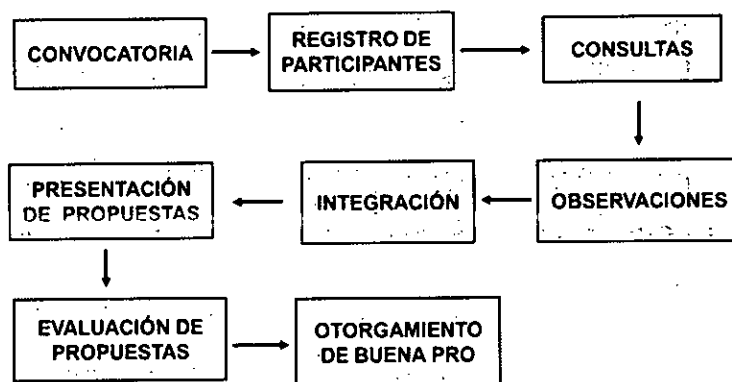 CONVOCATORIA
REGISTRO DE
PARTICIPANTES
CONSULTAS
OBSERVACIONES
INTEGRACIÓN
PRESENTACIÓN
DE PROPUESTAS
EVALUACIÓN DE
PROPUESTAS
OTORGAMIENTO
DE BUENA PRO